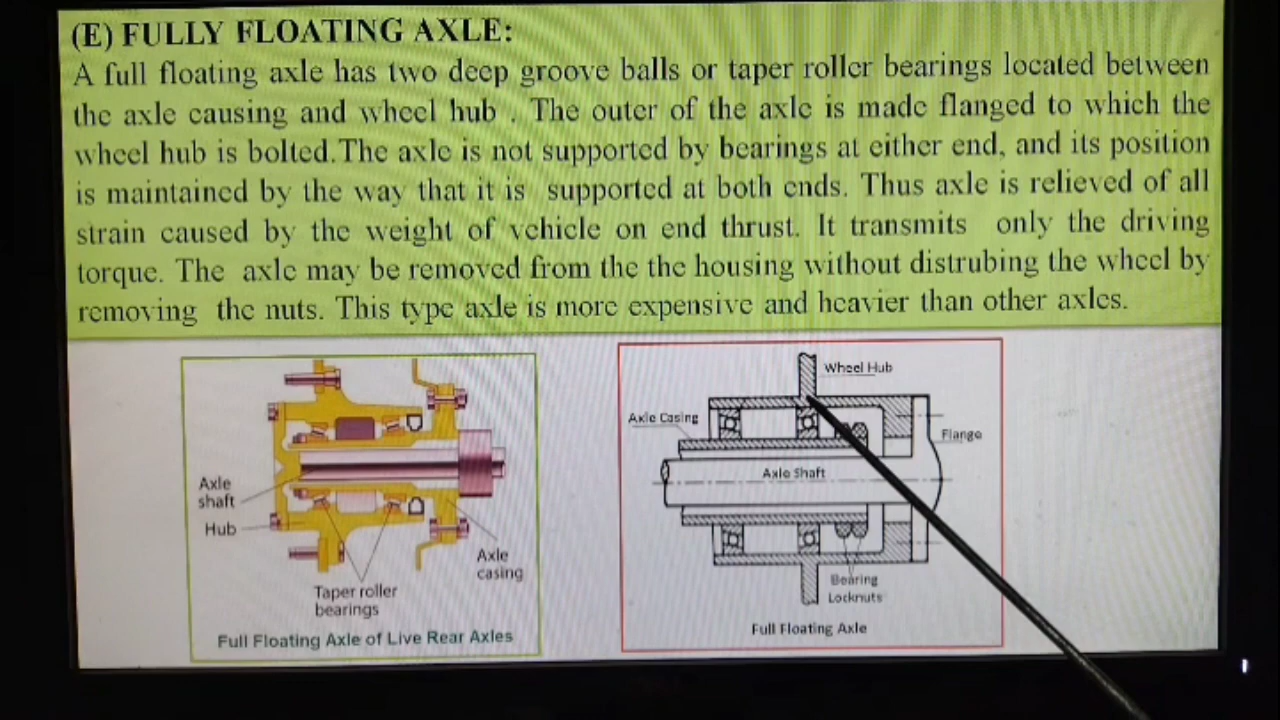 (E) FULLY FLOATING AXLE:
A full floating axle has two deep groove balls or taper roller bearings located between
the axle causing and wheel hub . The outer of the axle is made flanged to which the
wheel hub is bolted.The axle is not supported by bearings at either end, and its position
is maintained by the way that it is supported at both ends. Thus axle is relieved of all
strain caused by the weight of vehicle on end thrust. It transmits only the driving
torque. The axle may be removed from the the housing without distrubing the wheel by
removing the nuts. This type axle is more expensive and heavier than other axles.
Axle
shaft
Hub
Taper roller
bearings
Axle
casing
Full Floating Axle of Live Rear Axles
Wheel Hub
Axle Casing
Flange
Axle Shaft
Bearing
Locknuts
Full Floating Axle